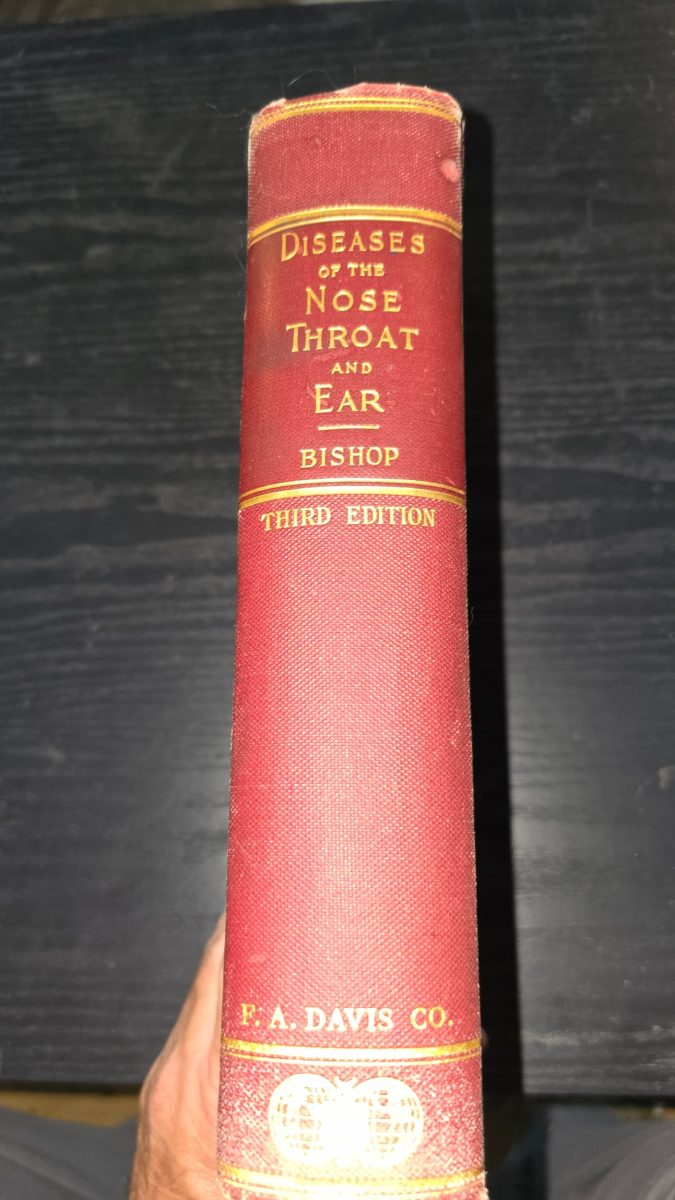 DISEASES
OF THE
NOSE
THROAT
AND
EAR
BISHOP
THIRD EDITION
F. A. DAVIS CO.